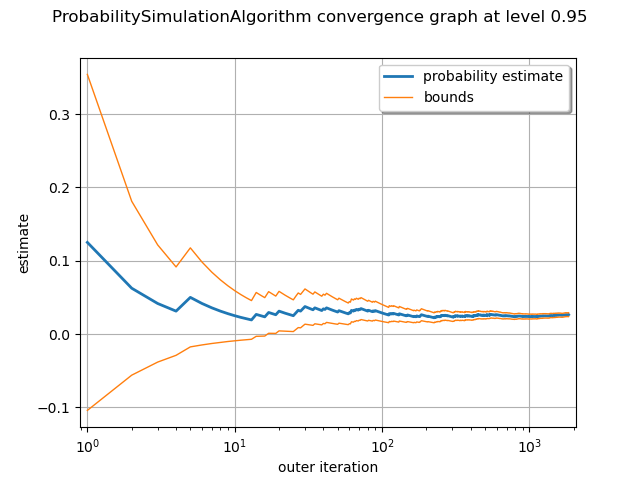 ProbabilitySimulationAlgorithm convergence graph at level 0.95
probability estimate
bounds
estimate
0.3
0.2
0.1
0.0
−0.1
10⁰ 10¹ 10² 10³
outer iteration